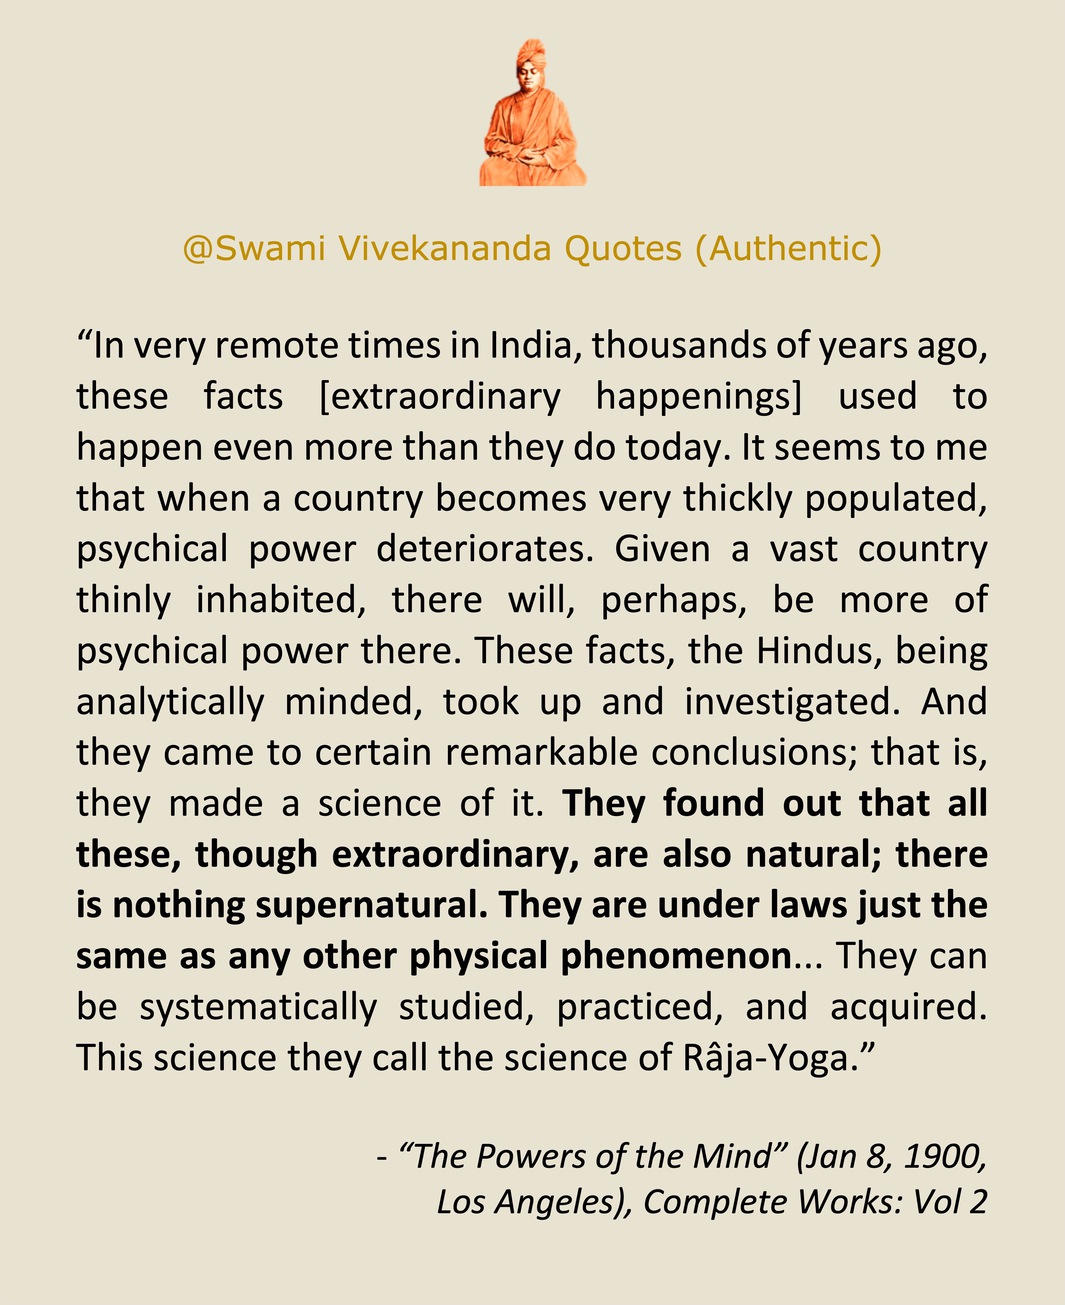 @Swami Vivekananda Quotes (Authentic)
“In very remote times in India, thousands of years ago,
these facts [extraordinary happenings] used to
happen even more than they do today. It seems to me
that when a country becomes very thickly populated,
psychical power deteriorates. Given a vast country
thinly inhabited, there will, perhaps, be more of
psychical power there. These facts, the Hindus, being
analytically minded, took up and investigated. And
they came to certain remarkable conclusions; that is,
they made a science of it. They found out that all
these, though extraordinary, are also natural; there
is nothing supernatural. They are under laws just the
same as any other physical phenomenon... They can
be systematically studied, practiced, and acquired.
This science they call the science of Râja-Yoga.”
- “The Powers of the Mind” (Jan 8, 1900,
Los Angeles), Complete Works: Vol 2